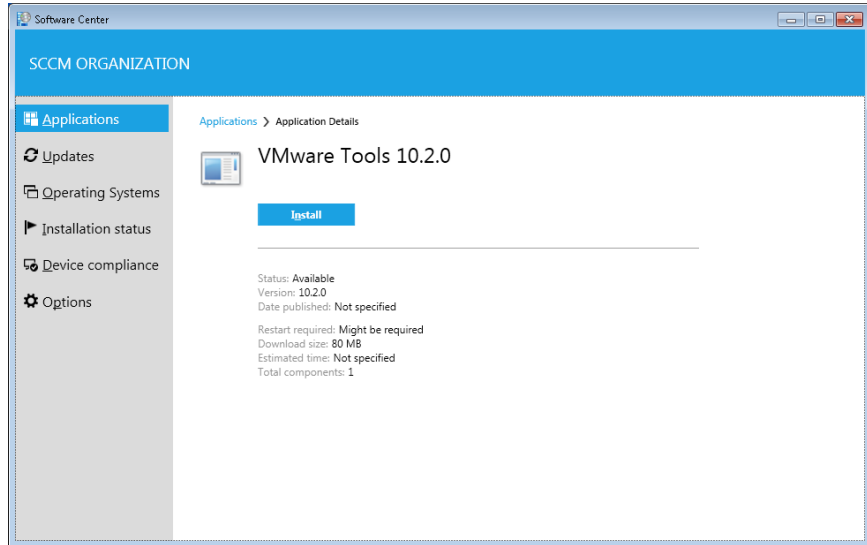 Software Center
SCCM ORGANIZATIO
Applications
Updates
Operating Systems
Installation status
Device compliance
Options
Applications ❯ Application Details
VMware Tools 10.2.0
Install
Status: Available
Version: 10.2.0
Date published: Not specified
Restart required: Might be required
Download size: 80 MB
Estimated time: Not specified
Total components: 1